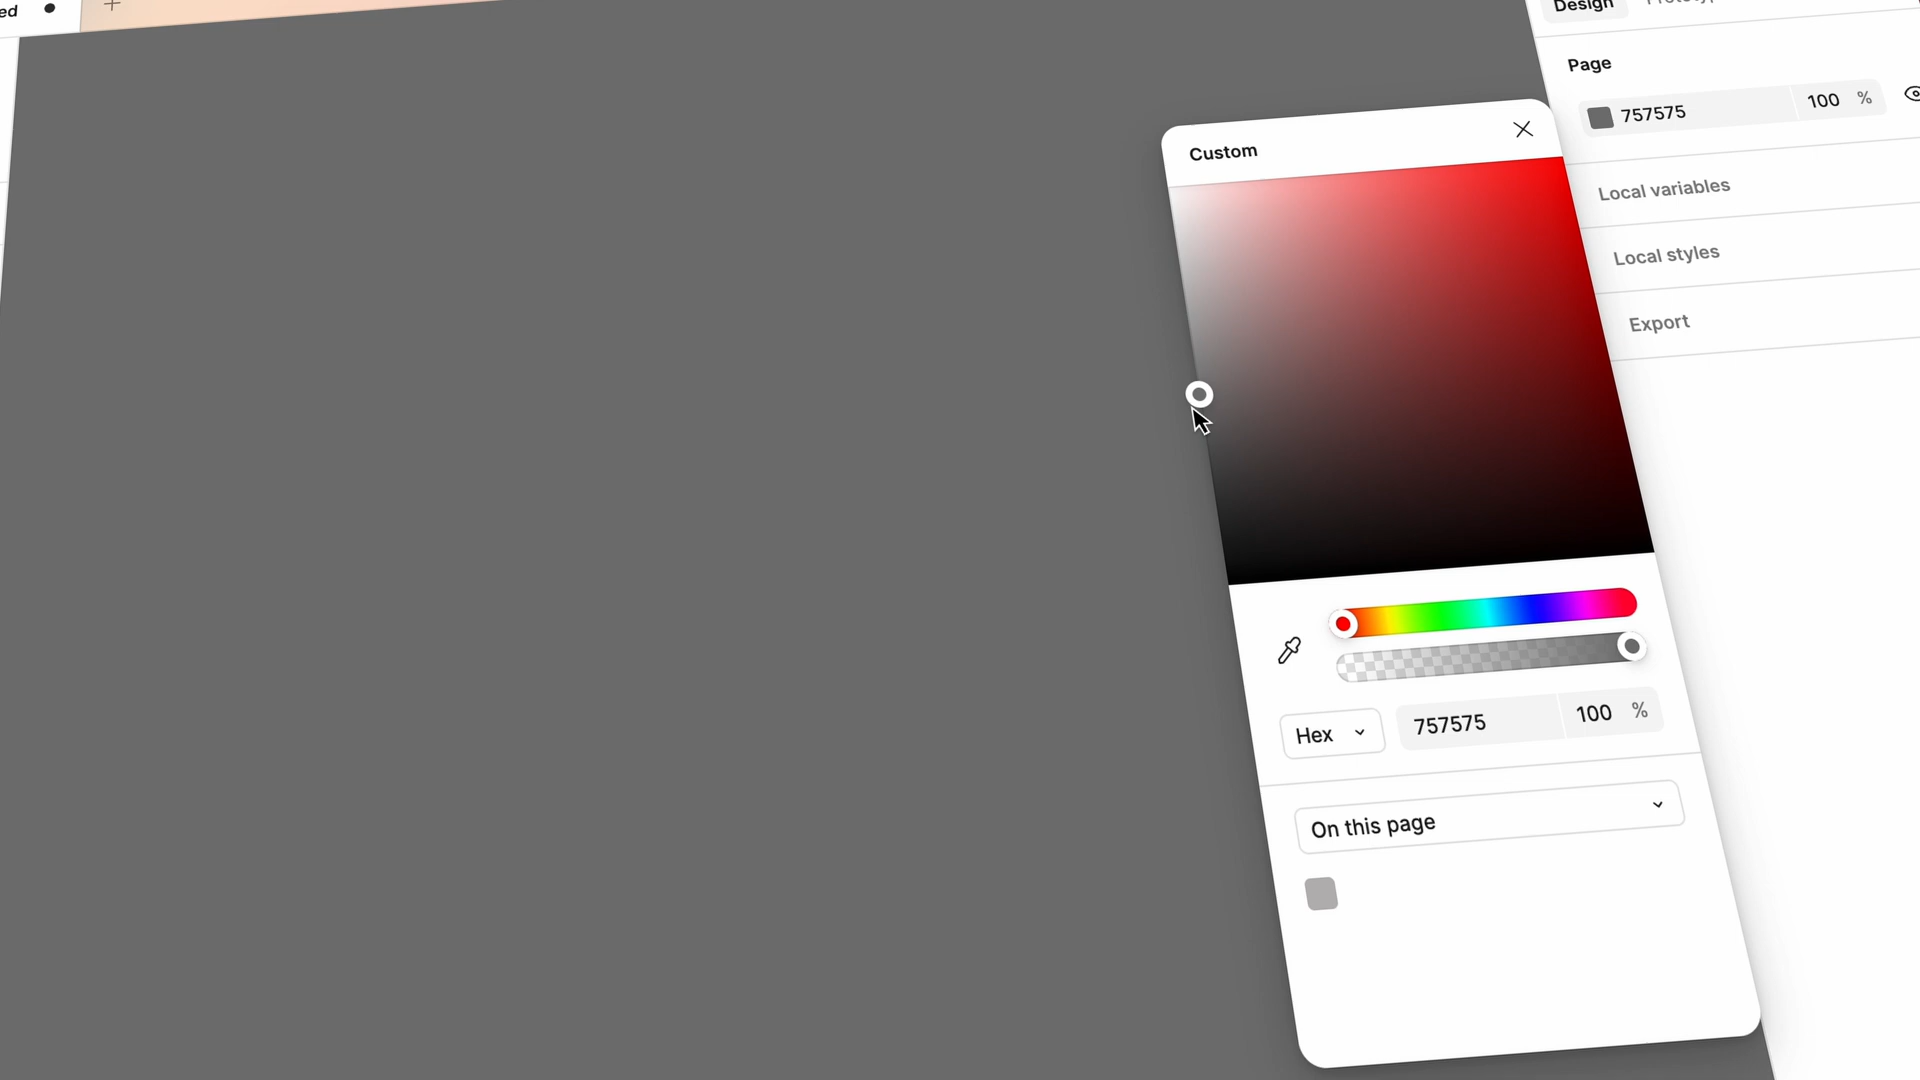 ed
Design
Page
757575 100 %
Custom
Local variables
Local styles
Export
Hex 757575 100 %
On this page